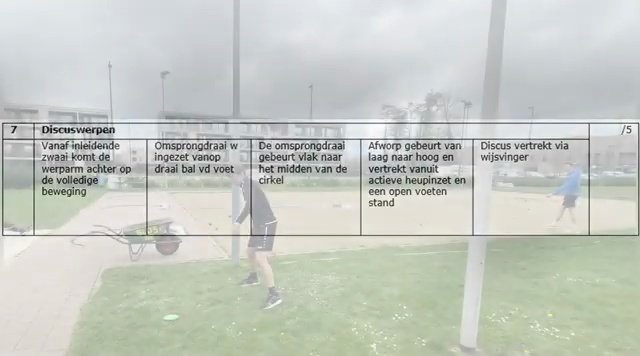 7 Discuswerpen /5
Vanaf inleidende
zwaai komt de
werparm achter op
de volledige
beweging
Omsprongdraai w
ingezet vanop
draai bal vd voet
De omsprongdraai
gebeurt vlak naar
het midden van de
cirkel
Afworp gebeurt van
laag naar hoog en
vertrekt vanuit
actieve heupinzet en
een open voeten
stand
Discus vertrekt via
wijsvinger